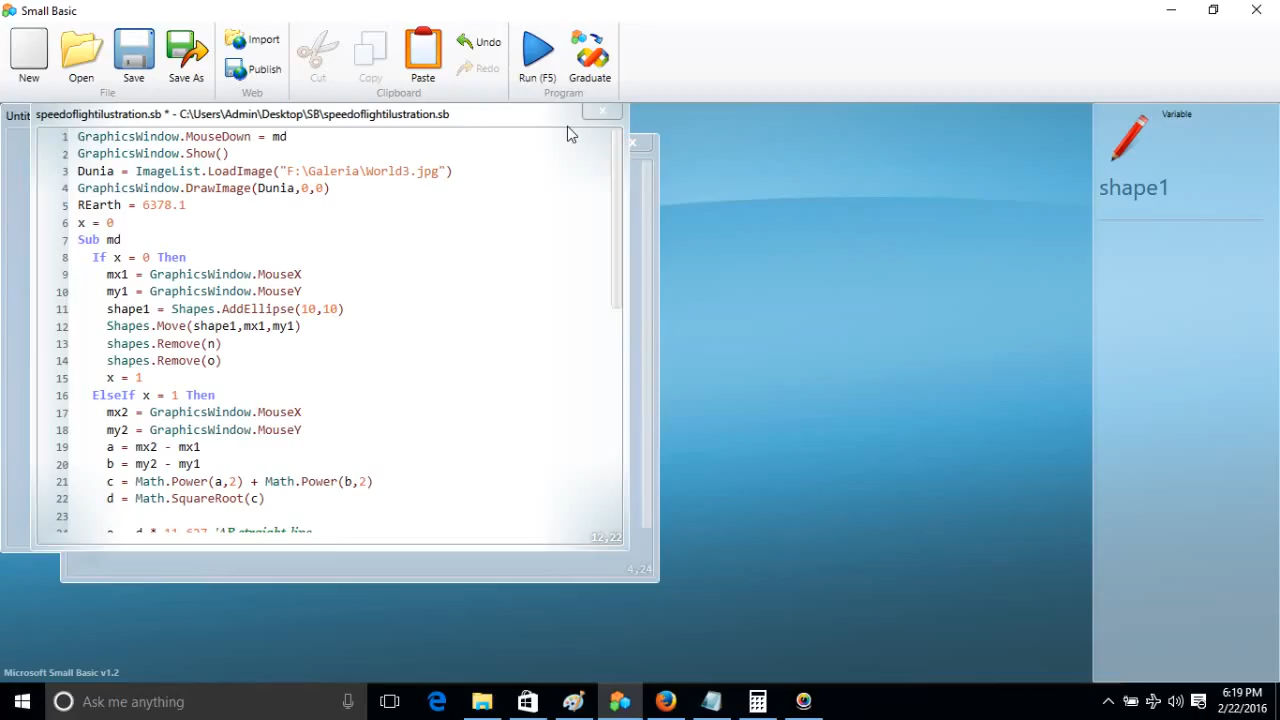 Small Basic
New
Open
Save
Save As
Import
Publish
Cut
Copy
Paste
Undo
Redo
Run (F5)
Graduate
File
Web
Clipboard
Program
Untit
speedoflightilustration.sb * - C:\Users\Admin\Desktop\SB\speedoflightilustration.sb
1 GraphicsWindow.MouseDown = md
2 GraphicsWindow.Show()
3 Dunia = ImageList.LoadImage("F:\Galeria\World3.jpg")
4 GraphicsWindow.DrawImage(Dunia,0,0)
5 REarth = 6378.1
6 x = 0
7 Sub md
8 If x = 0 Then
9 mx1 = GraphicsWindow.MouseX
10 my1 = GraphicsWindow.MouseY
11 shape1 = Shapes.AddEllipse(10,10)
12 Shapes.Move(shape1,mx1,my1)
13 shapes.Remove(n)
14 shapes.Remove(o)
15 x = 1
16 ElseIf x = 1 Then
17 mx2 = GraphicsWindow.MouseX
18 my2 = GraphicsWindow.MouseY
19 a = mx2 - mx1
20 b = my2 - my1
21 c = Math.Power(a,2) + Math.Power(b,2)
22 d = Math.SquareRoot(c)
23
= d * 11.627 'AB straight line
12,22
4,24
Variable
shape1
Microsoft Small Basic v1.2
Ask me anything
6:19 PM
2/22/2016